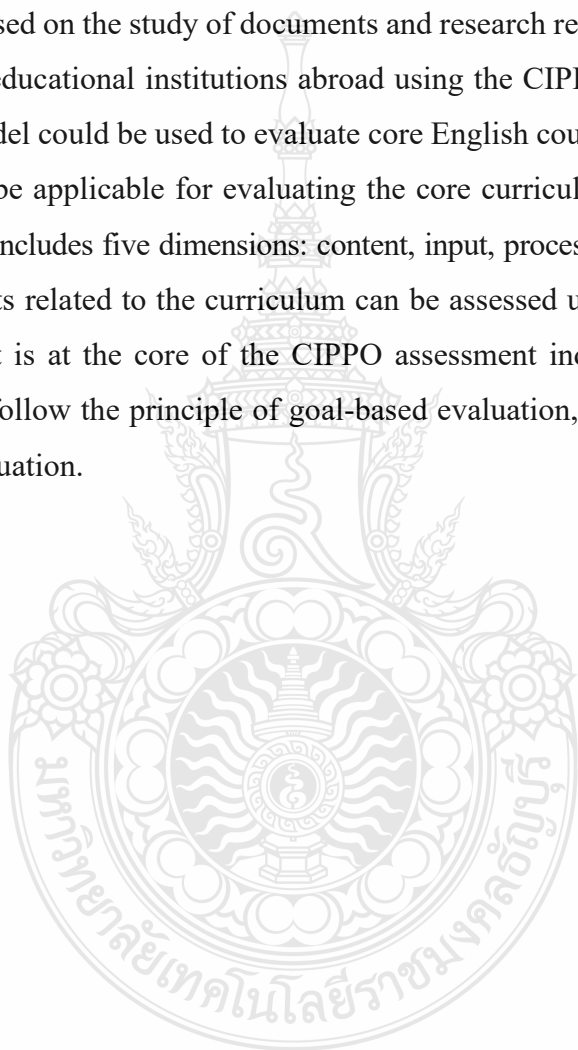 sed on the study of documents and research re
educational institutions abroad using the CIPI
del could be used to evaluate core English cou
be applicable for evaluating the core curricul
includes five dimensions: content, input, proces
ts related to the curriculum can be assessed u
t is at the core of the CIPPO assessment ind
follow the principle of goal-based evaluation,
uation.
มหาวิทยาลัยเทคโนโลยีราชมงคลธัญบุรี